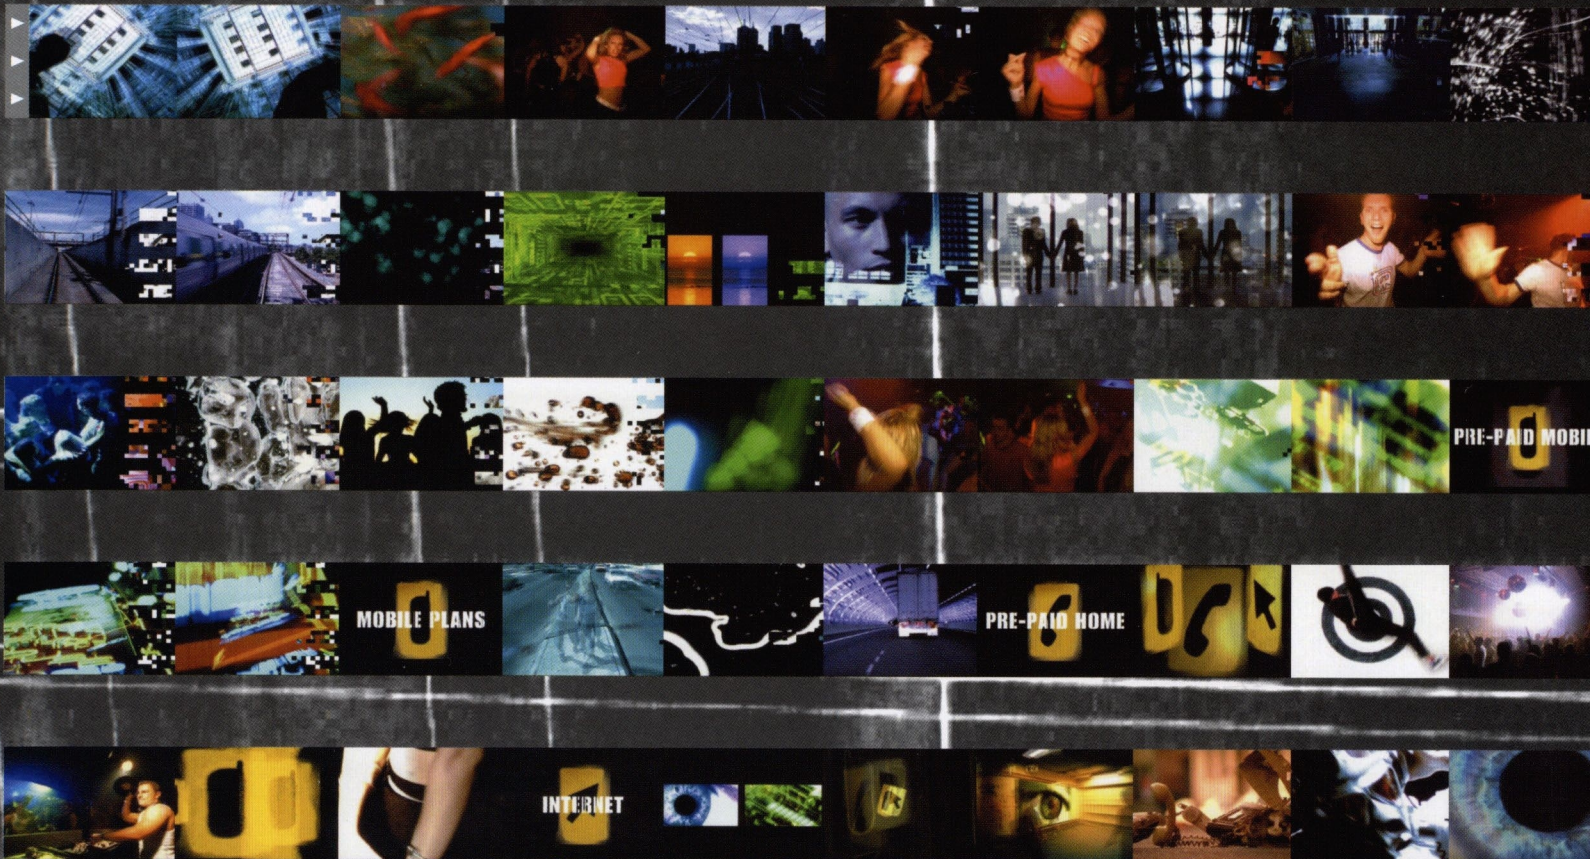 PRE-PAID MOBI
MOBILE PLANS
PRE-PAID HOME
INTERNET